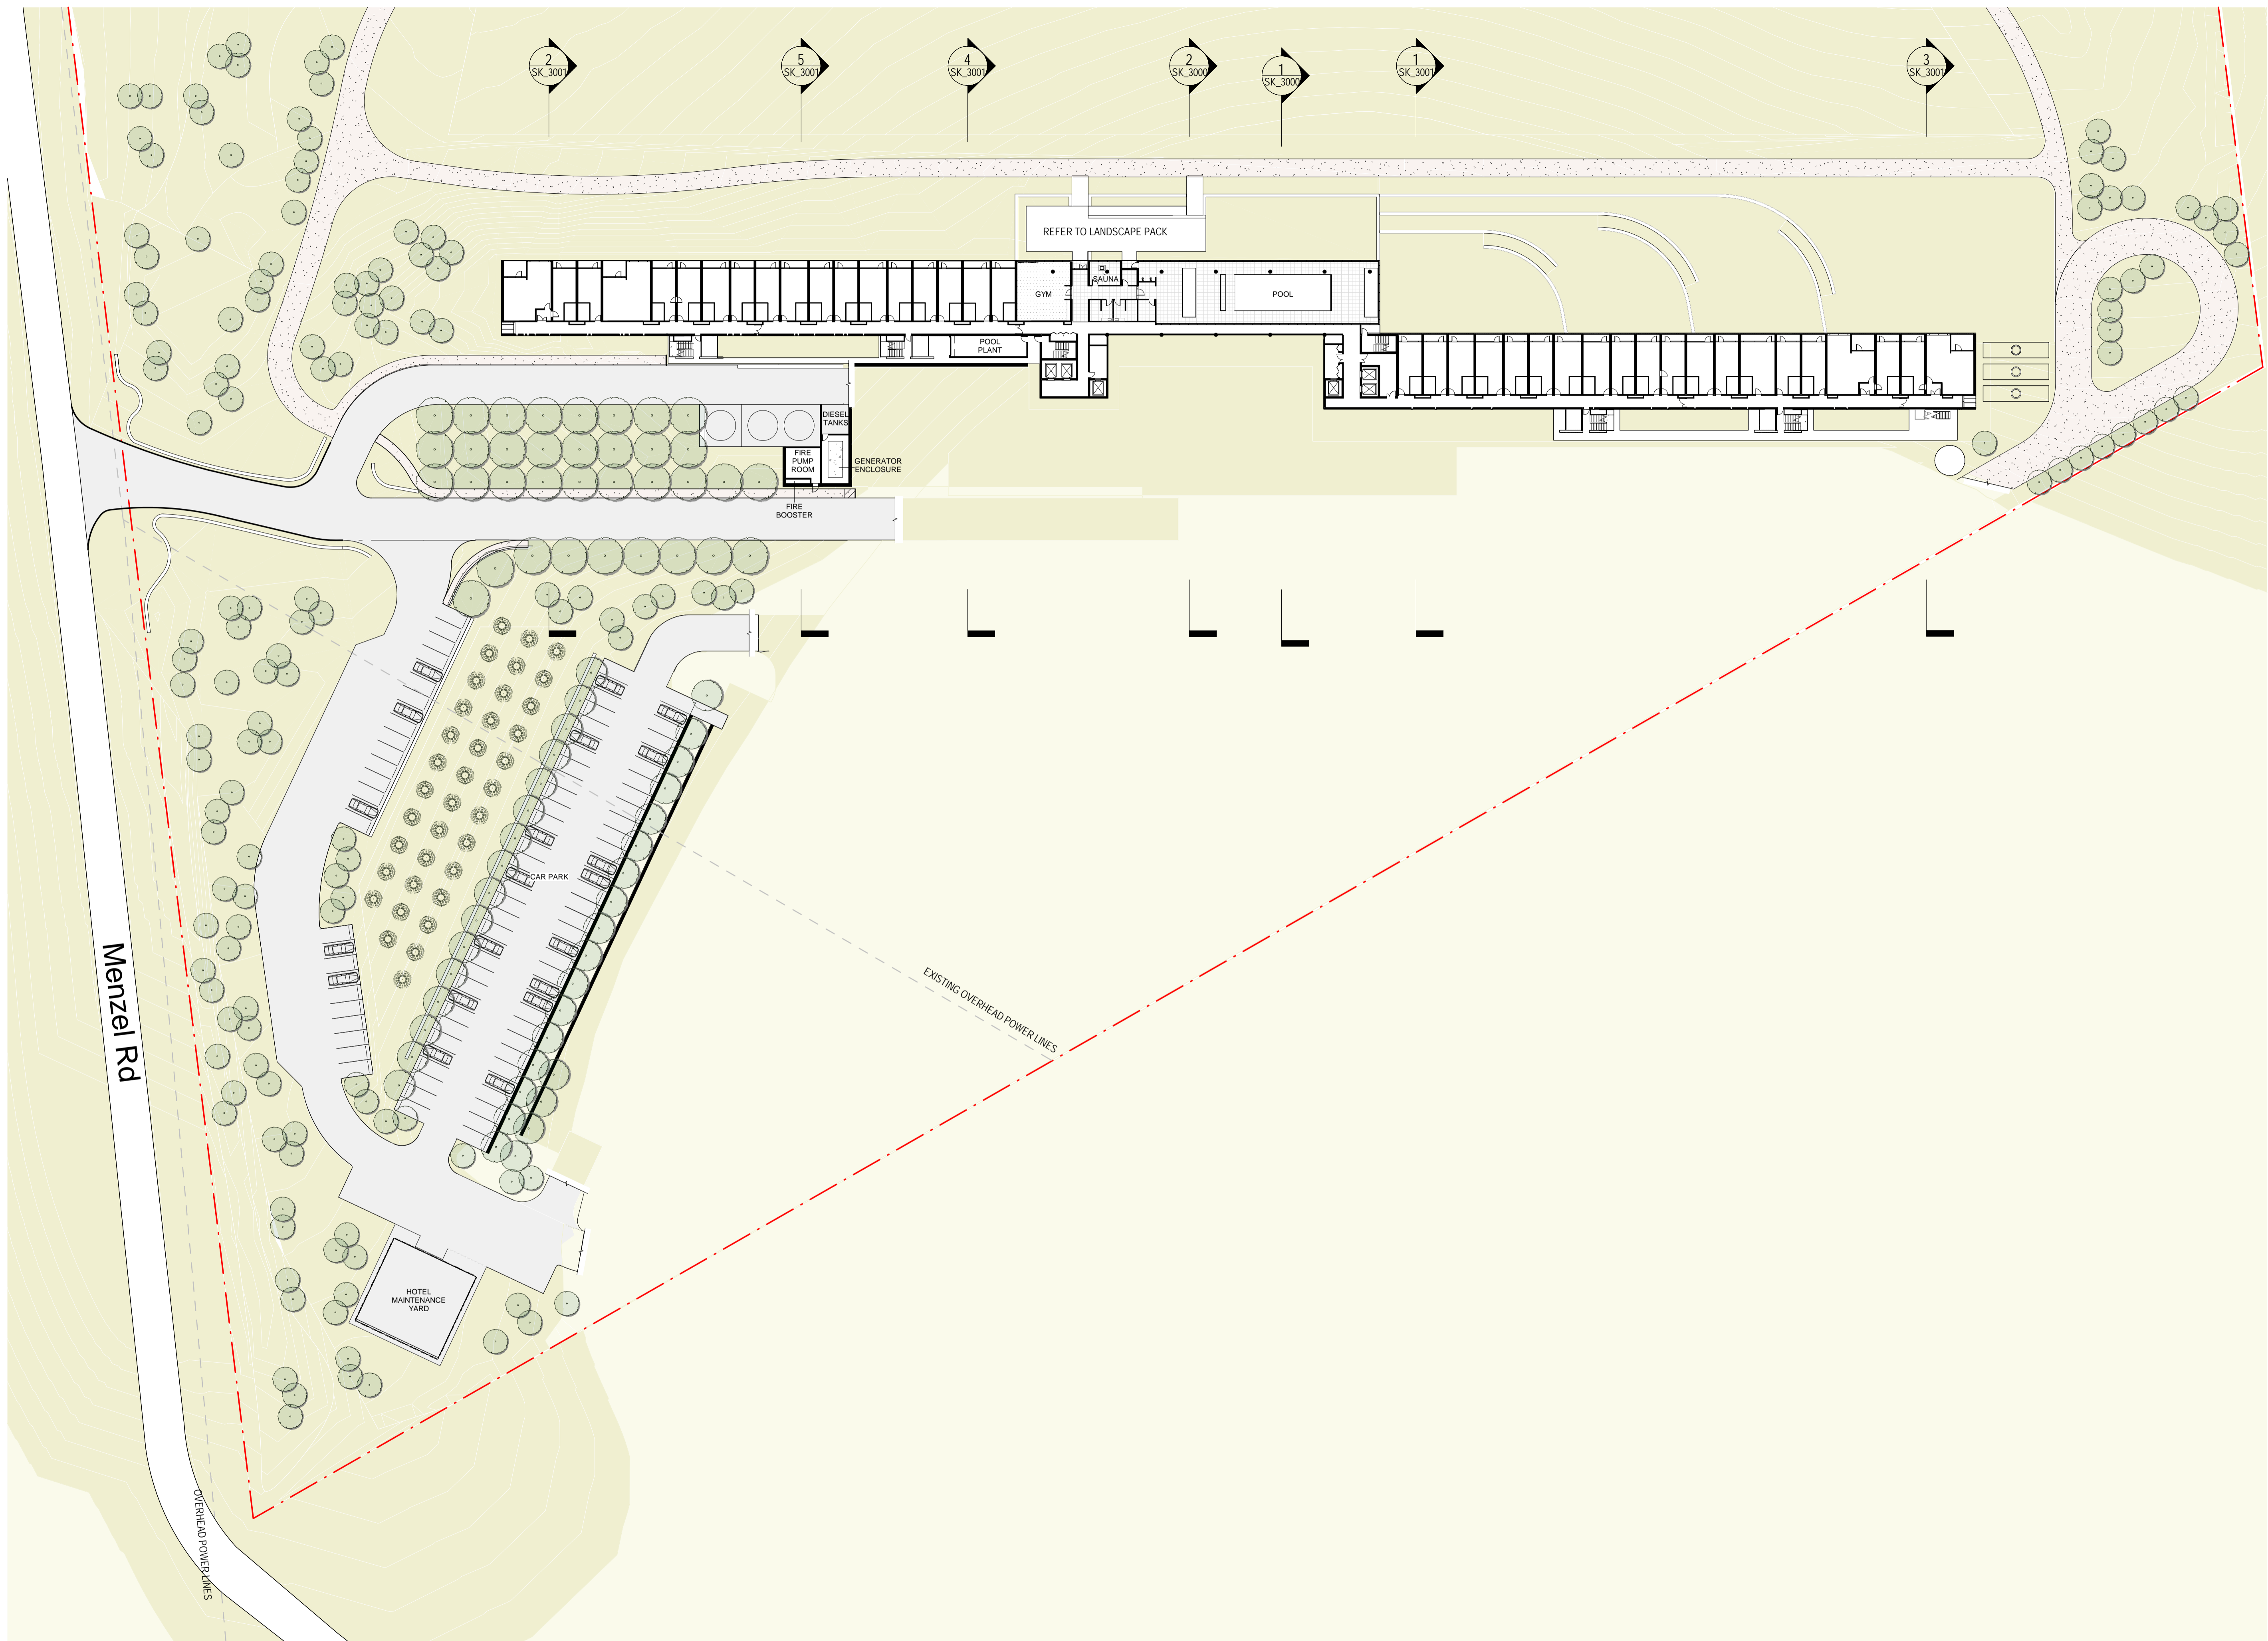 2
SK_3001
5
SK_3001
4
SK_3001
2
SK_3000
1
SK_3000
1
SK_3001
3
SK_3001
REFER TO LANDSCAPE PACK
SAUNA
GYM
POOL
POOL
PLANT
DIESEL
TANKS
FIRE
PUMP
ROOM
GENERATOR
ENCLOSURE
FIRE
BOOSTER
CAR PARK
EXISTING OVERHEAD POWER LINES
Menzel Rd
HOTEL
MAINTENANCE
YARD
OVERHEAD POWER LINES